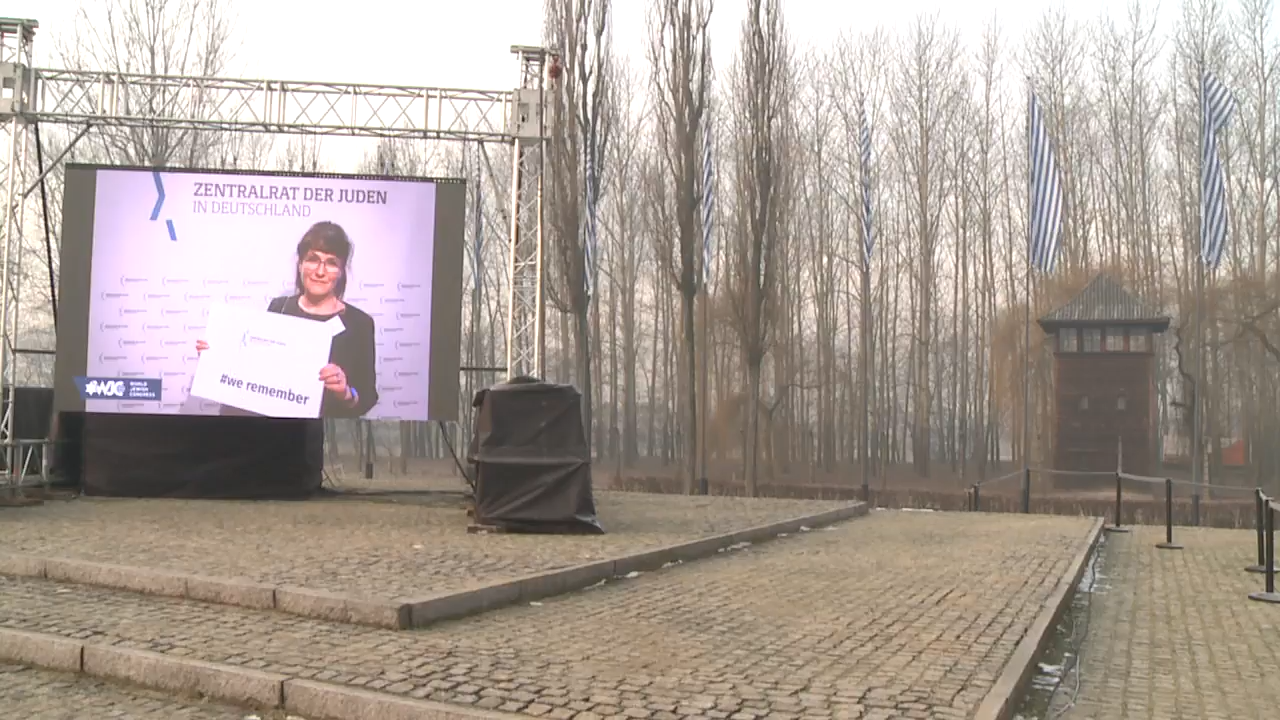 ZENTRALRAT DER JUDEN
IN DEUTSCHLAND
#we remember
WJC
WORLD
JEWISH
CONGRESS